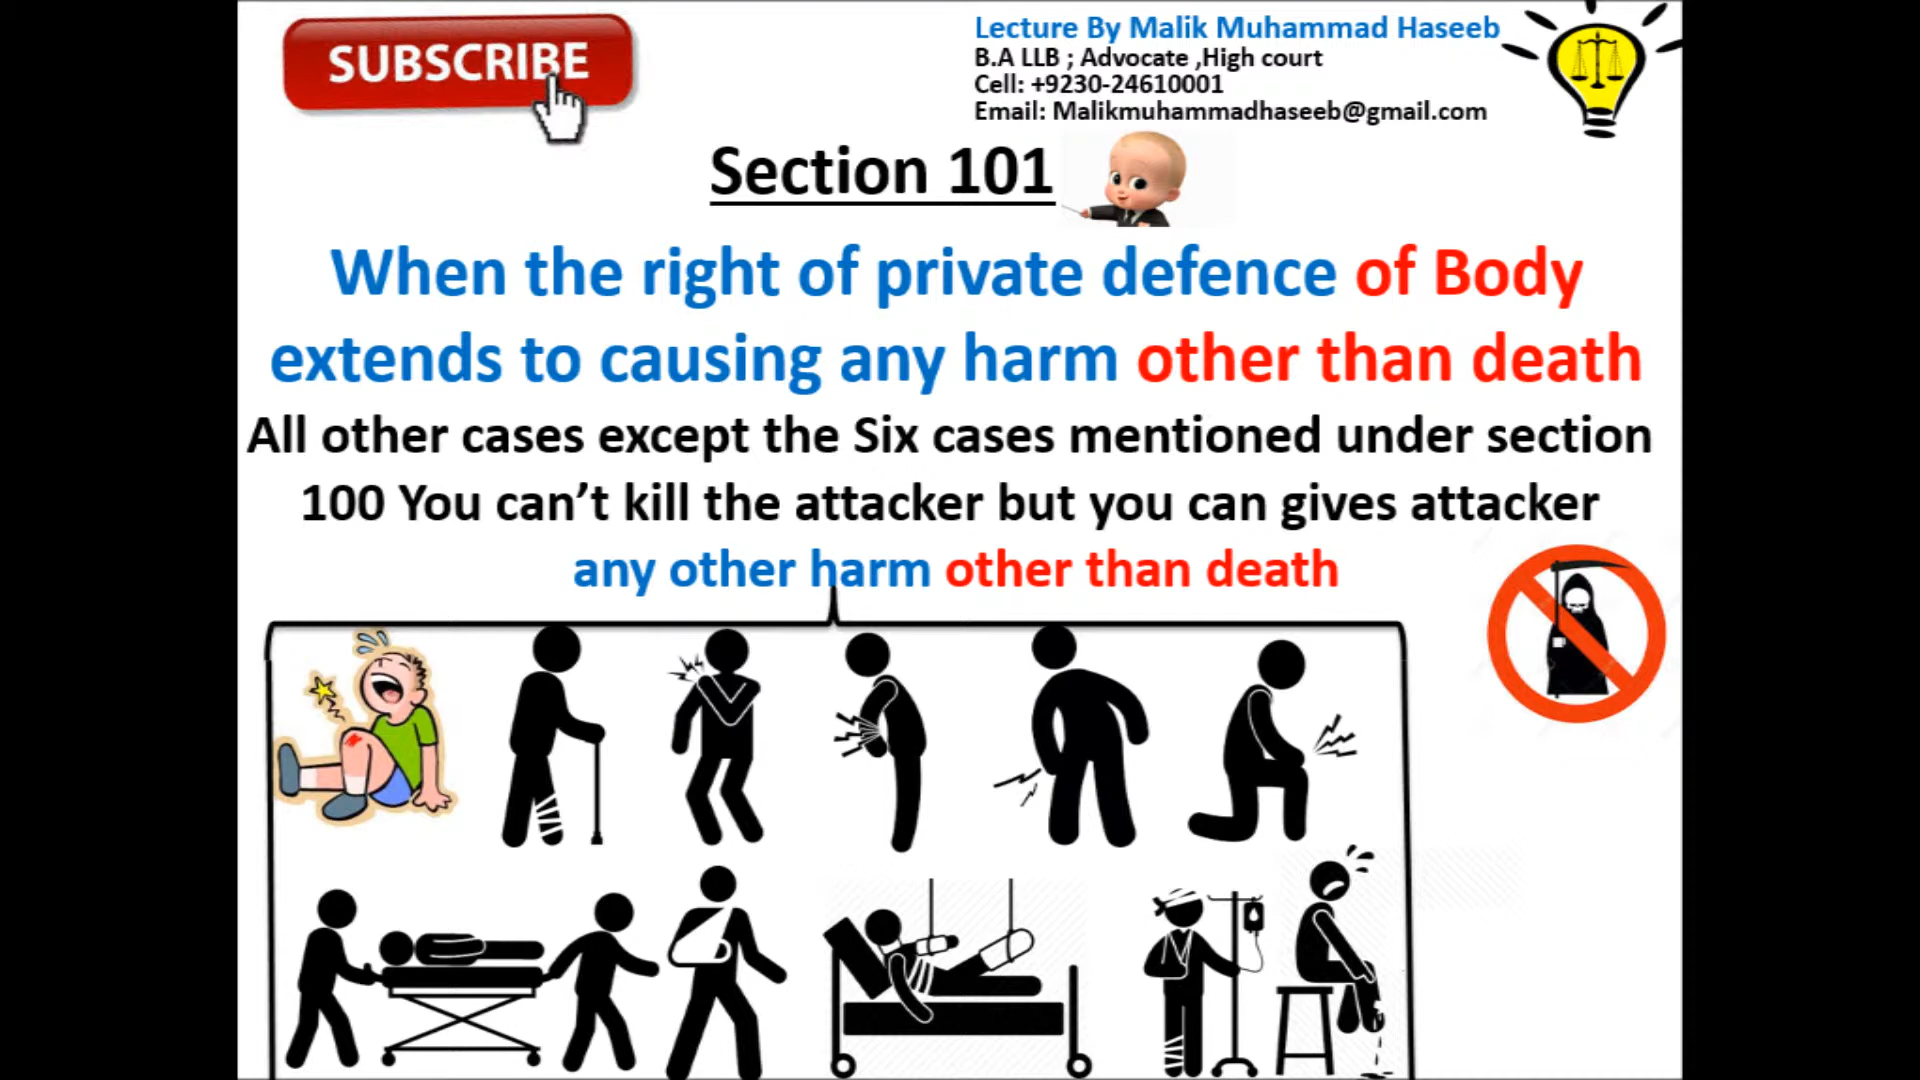 SUBSCRIBE
Lecture By Malik Muhammad Haseeb
B.A LLB ; Advocate ,High court
Cell: +9230-24610001
Email: Malikmuhammadhaseeb@gmail.com
Section 101
When the right of private defence of Body
extends to causing any harm other than death
All other cases except the Six cases mentioned under section
100 You can’t kill the attacker but you can gives attacker
any other harm other than death